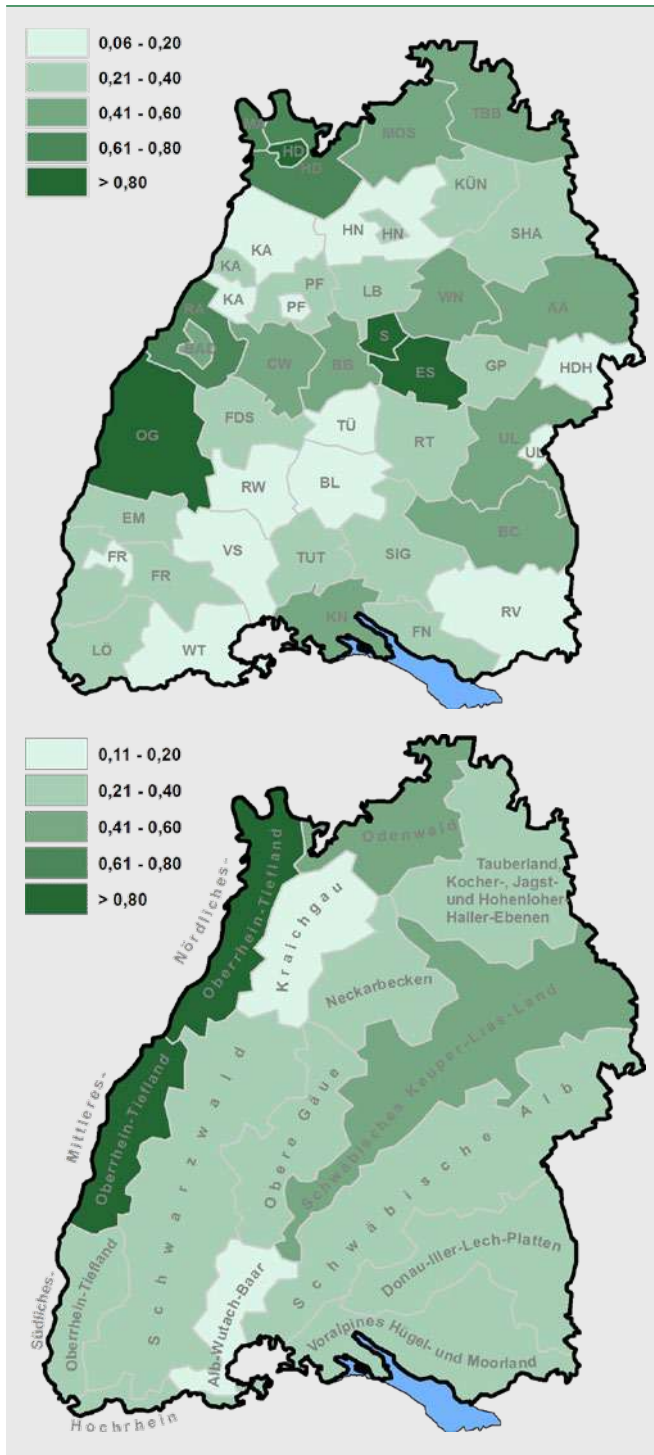 0,06 - 0,20
0,21 - 0,40
0,41 - 0,60
0,61 - 0,80
> 0,80
MOS
TBB
HD
HD
KÜN
HN
HN
SHA
KA
KA
KA
PF
PF
LB
WN
AA
RA
BAD
CW
BB
S
ES
GP
HDH
OG
FDS
TÜ
RT
UL
UL
RW
BL
EM
FR
FR
VS
TUT
SIG
BC
LÖ
WT
KN
FN
RV
0,11 - 0,20
0,21 - 0,40
0,41 - 0,60
0,61 - 0,80
> 0,80
Odenwald
Tauberland,
Kocher-, Jagst-
und Hohenloher-
Haller-Ebenen
Nördliches-
Oberrhein-Tiefland
Kraichgau
Neckarbecken
Mittleres-
Oberrhein-Tiefland
Schwarzwald
Obere Gäue
Schwäbisches Keuper-Lias-Land
Schwäbische Alb
Donau-Iller-Lech-Platten
Südliches-
Oberrhein-Tiefland
Alb-Wutach-Baar
Voralpines Hügel- und Moorland
Hochrhein